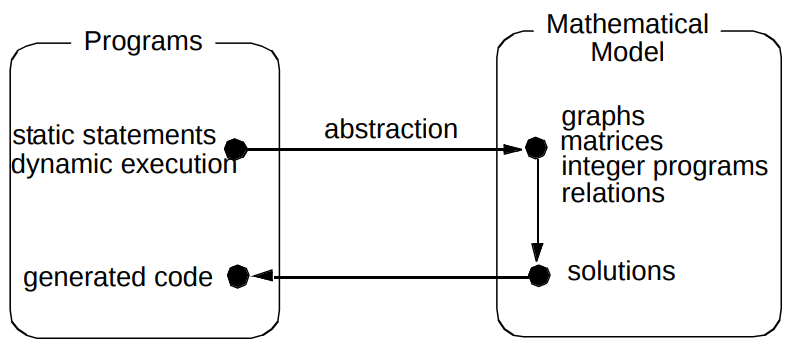 Programs
Mathematical
Model
static statements
dynamic execution
abstraction
graphs
matrices
integer programs
relations
generated code
solutions